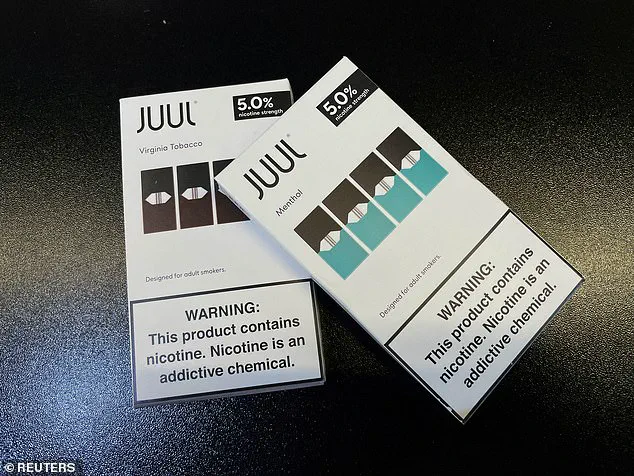 JUUL
5.0%
nicotine strength
Virginia Tobacco
Designed for adult smokers.
WARNING:
This product contains
nicotine. Nicotine is an
addictive chemical.
JUUL
5.0%
nicotine strength
Menthol
Designed for adult smokers.
WARNING:
This product contains
nicotine. Nicotine is an
addictive chemical.
© REUTERS